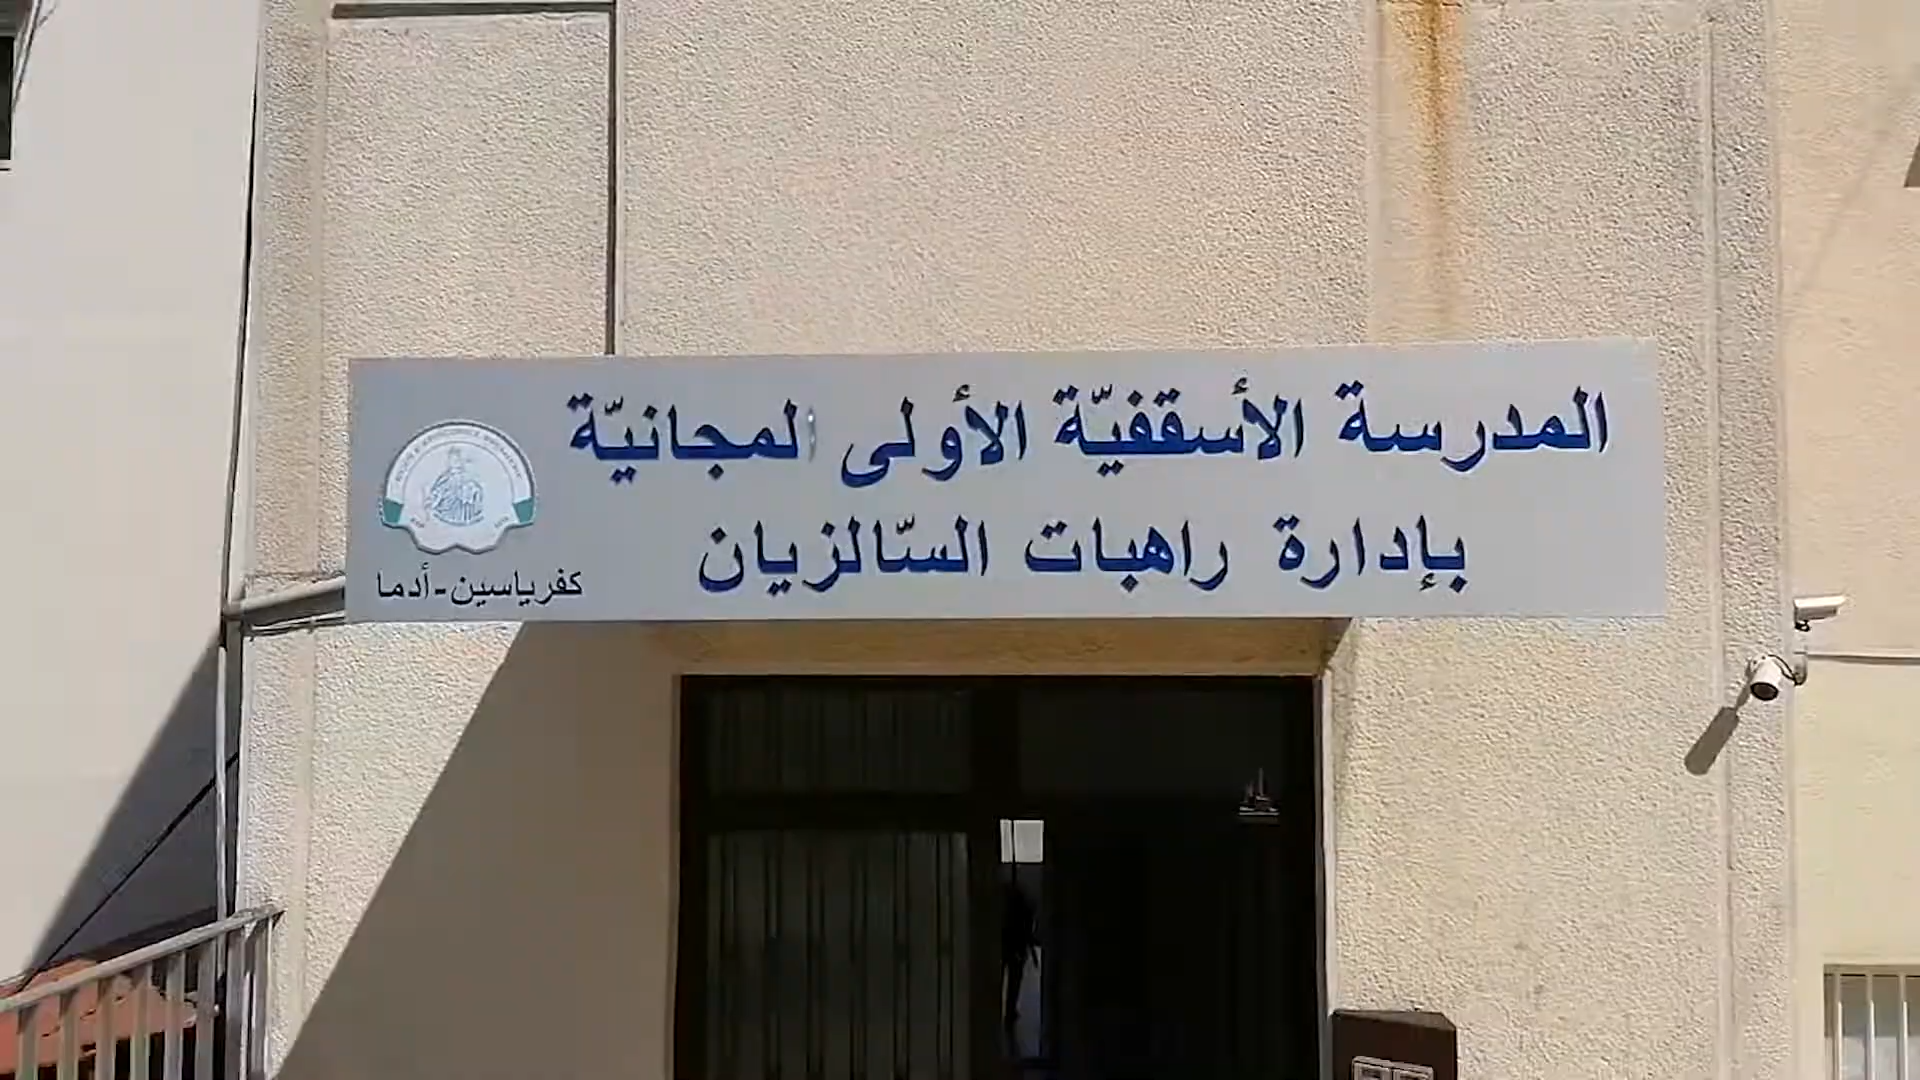 المدرسة الأسقفيّة الأولى المجانيّة
بإدارة راهبات السّالزيان
كفرياسين-أدما